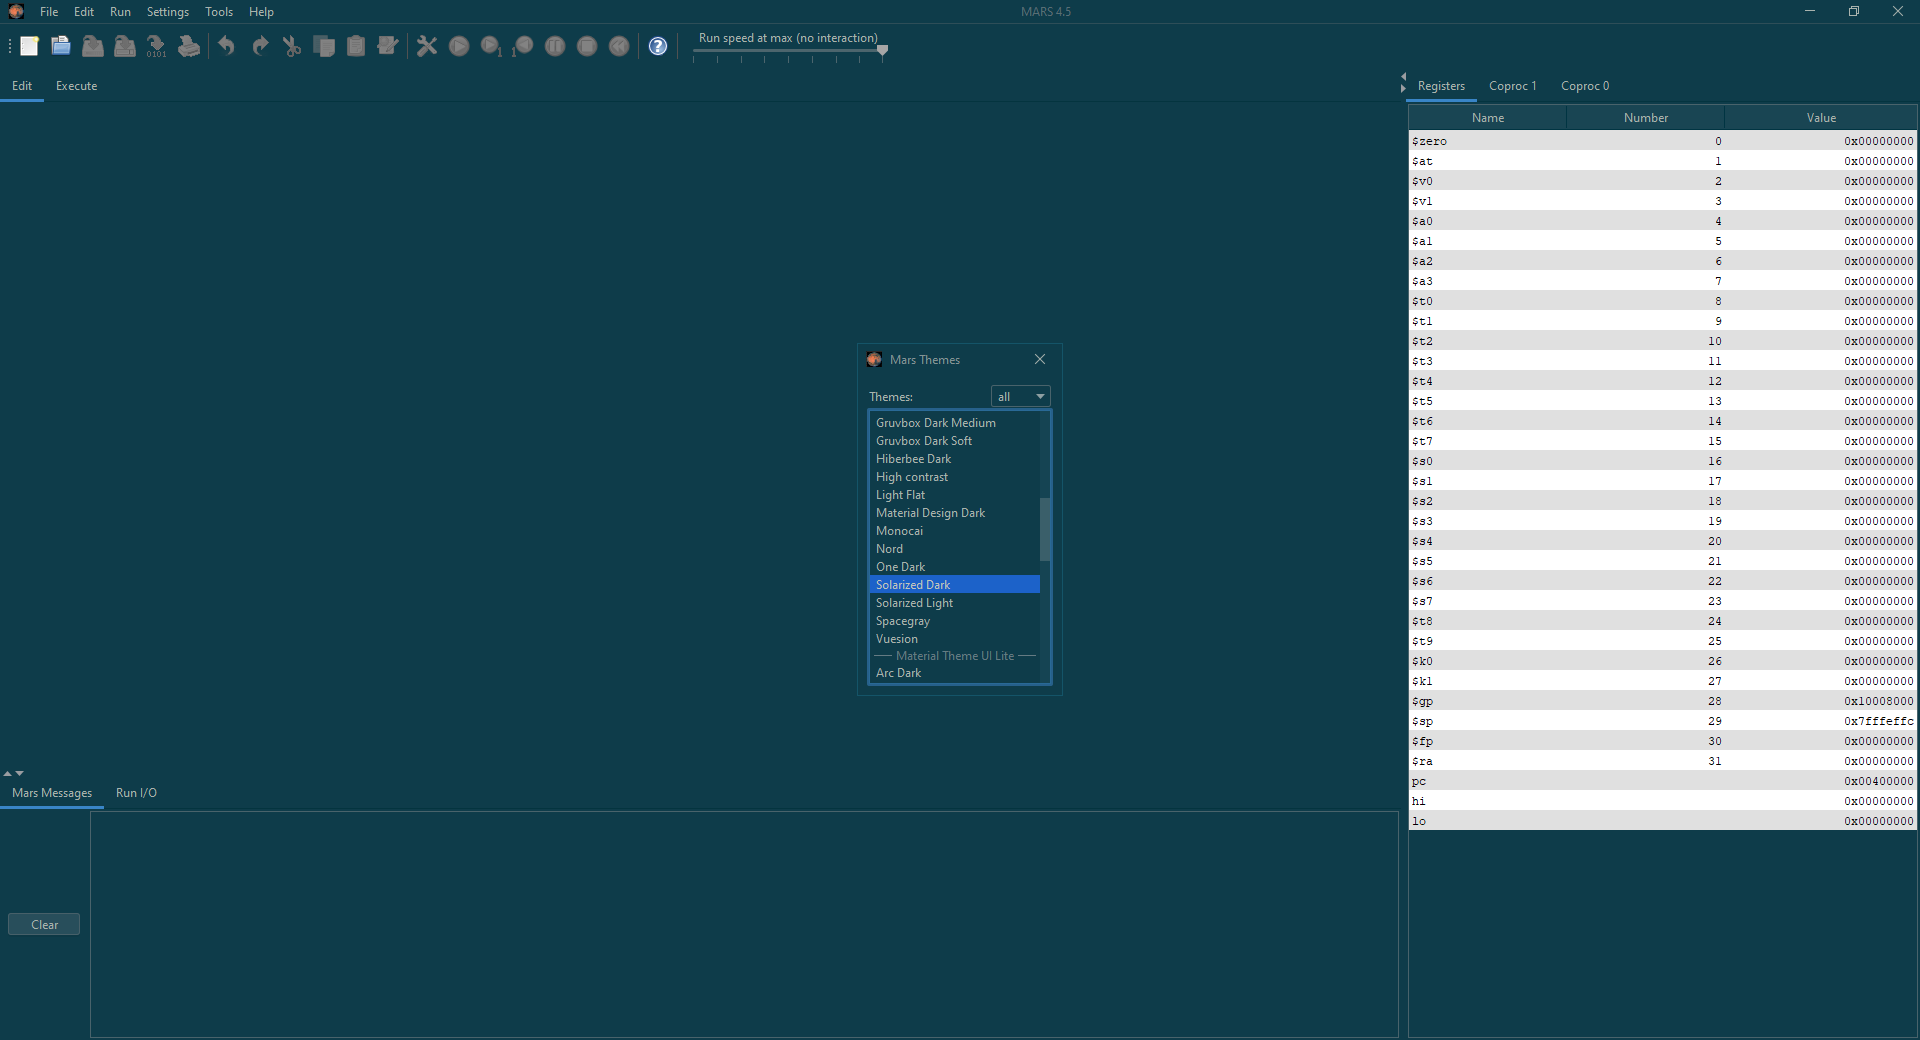 File Edit Run Settings Tools Help
MARS 4.5
0101
1
1
?
Run speed at max (no interaction)
Edit Execute
Registers Coproc 1 Coproc 0
Name Number Value
$zero 0 0x00000000
$at 1 0x00000000
$v0 2 0x00000000
$v1 3 0x00000000
$a0 4 0x00000000
$a1 5 0x00000000
$a2 6 0x00000000
$a3 7 0x00000000
$t0 8 0x00000000
$t1 9 0x00000000
$t2 10 0x00000000
$t3 11 0x00000000
$t4 12 0x00000000
$t5 13 0x00000000
$t6 14 0x00000000
$t7 15 0x00000000
$s0 16 0x00000000
$s1 17 0x00000000
$s2 18 0x00000000
$s3 19 0x00000000
$s4 20 0x00000000
$s5 21 0x00000000
$s6 22 0x00000000
$s7 23 0x00000000
$t8 24 0x00000000
$t9 25 0x00000000
$k0 26 0x00000000
$k1 27 0x00000000
$gp 28 0x10008000
$sp 29 0x7fffeffc
$fp 30 0x00000000
$ra 31 0x00000000
pc 0x00400000
hi 0x00000000
lo 0x00000000
Mars Themes
Themes: all
Gruvbox Dark Medium
Gruvbox Dark Soft
Hiberbee Dark
High contrast
Light Flat
Material Design Dark
Monocai
Nord
One Dark
Solarized Dark
Solarized Light
Spacegray
Vuesion
Material Theme UI Lite
Arc Dark
Mars Messages Run I/O
Clear